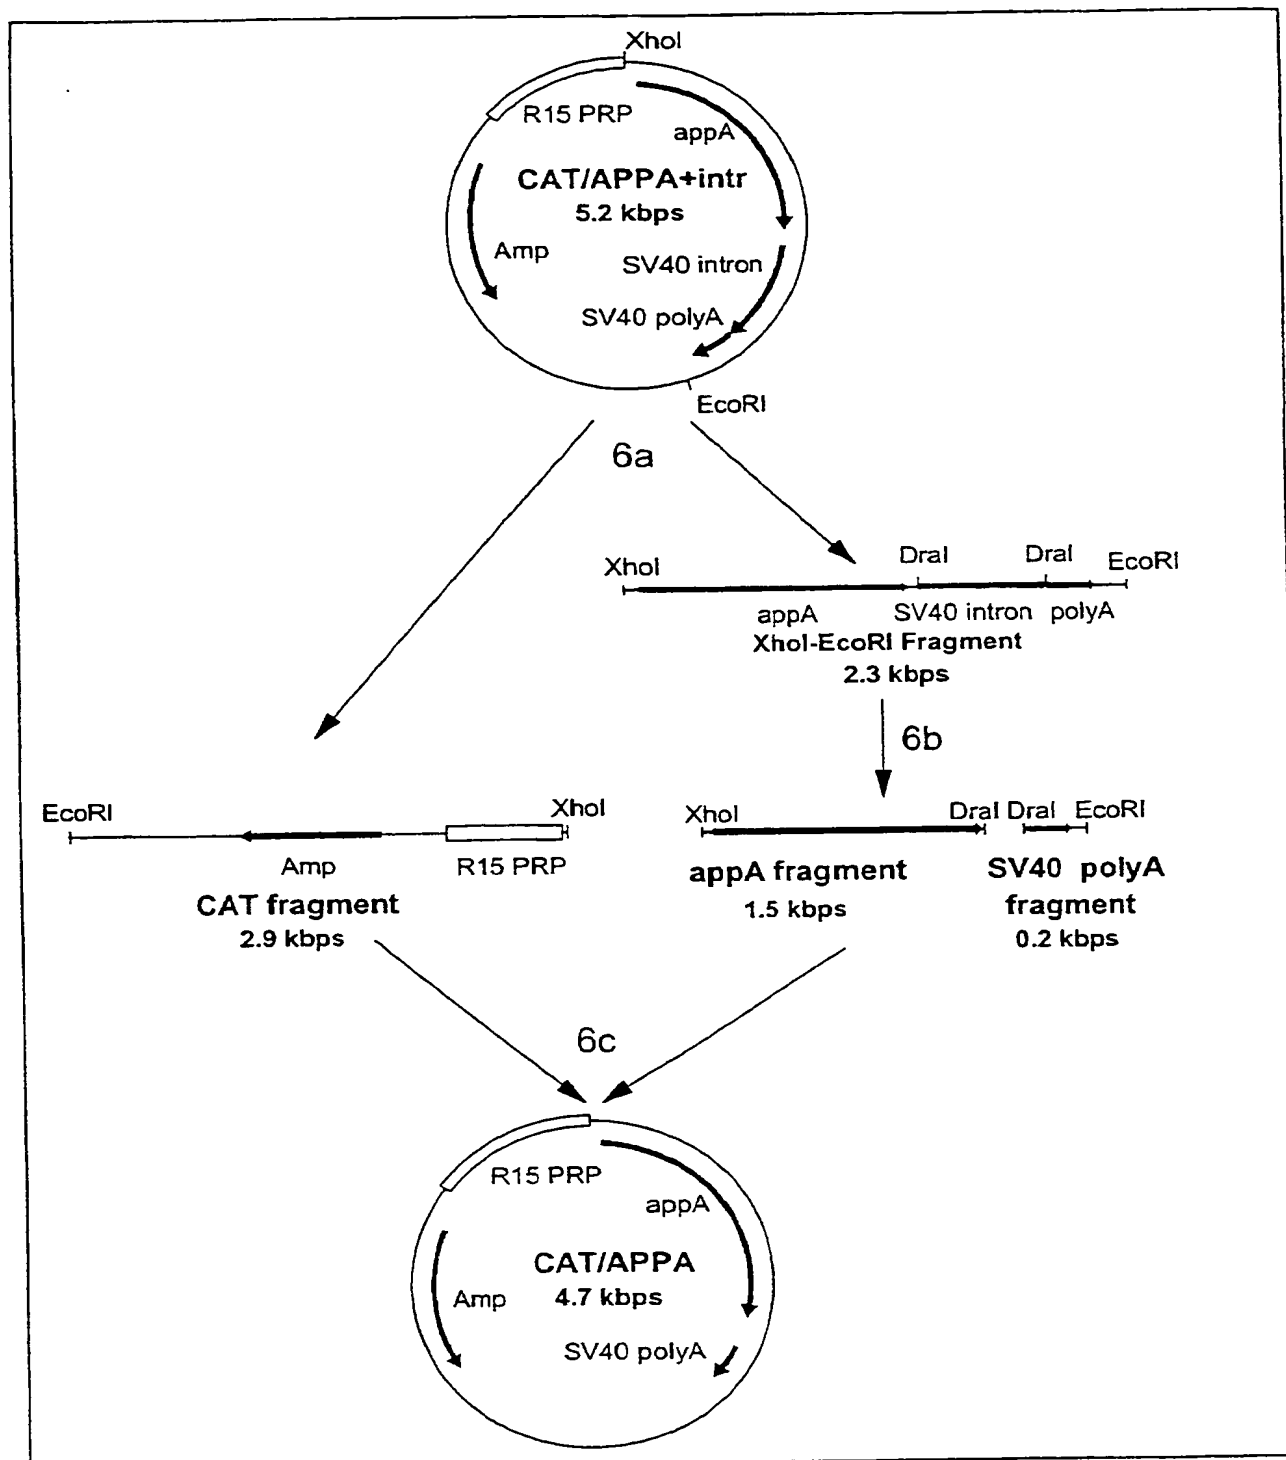 XhoI
R15 PRP
appA
CAT/APPA+intr
5.2 kbps
Amp
SV40 intron
SV40 polyA
EcoRI
6a
XhoI
DraI
DraI
EcoRI
appA
SV40 intron
polyA
XhoI-EcoRI Fragment
2.3 kbps
6b
EcoRI
XhoI
Amp
R15 PRP
CAT fragment
2.9 kbps
XhoI
DraI
DraI
EcoRI
appA fragment
1.5 kbps
SV40 polyA
fragment
0.2 kbps
6c
R15 PRP
appA
CAT/APPA
4.7 kbps
Amp
SV40 polyA